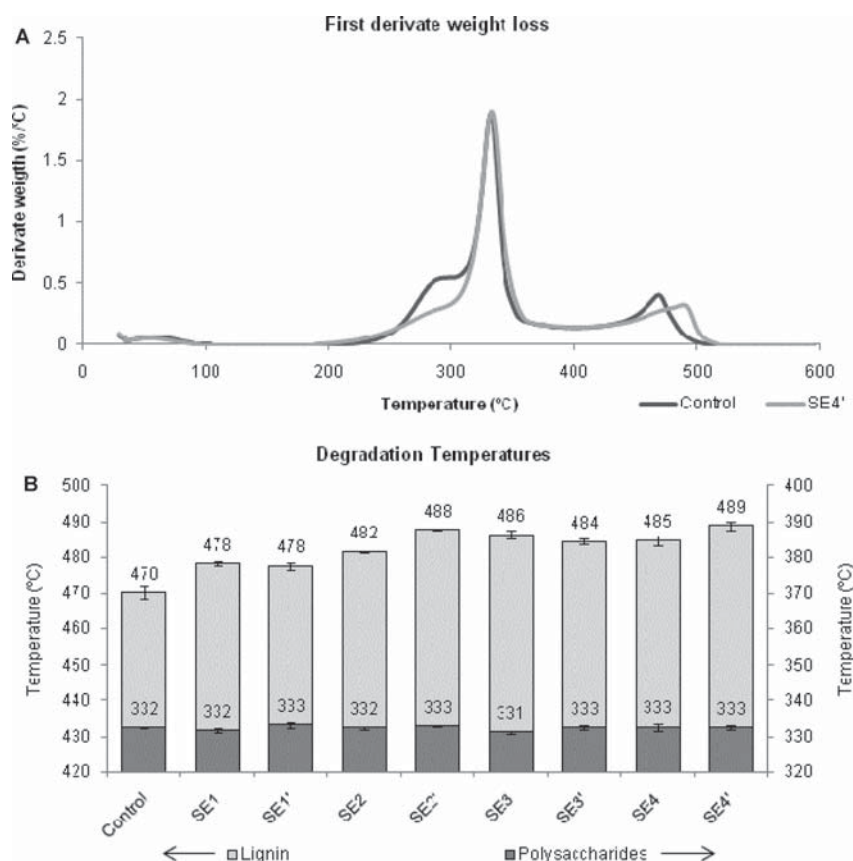 A
First derivate weight loss
2.5
2
1.5
1
0.5
0
Derivate weigth (%/ºC)
0 100 200 300 400 500 600
Temperature (ºC)
Control SE4'
B
Degradation Temperatures
500 400
490 390
480 380
470 370
460 360
450 350
440 340
430 330
420 320
Temperature (ºC)
Temperature (ºC)
470 478 478 482 488 486 484 485 489
332 332 333 332 333 331 333 333 333
Control SE1 SE1' SE2 SE2' SE3 SE3' SE4 SE4'
Lignin Polysaccharides